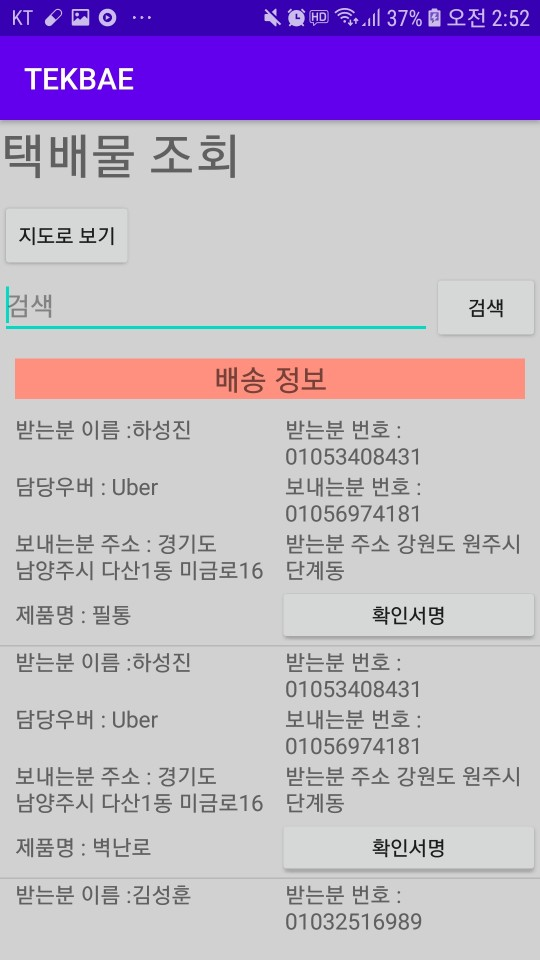 KT HD 37% 오전 2:52
TEKBAE
택배물 조회
지도로 보기
검색 검색
배송 정보
받는분 이름 :하성진 받는분 번호 :
01053408431
담당우버 : Uber 보내는분 번호 :
01056974181
보내는분 주소 : 경기도 받는분 주소 강원도 원주시
남양주시 다산1동 미금로16 단계동
제품명 : 필통 확인서명
받는분 이름 :하성진 받는분 번호 :
01053408431
담당우버 : Uber 보내는분 번호 :
01056974181
보내는분 주소 : 경기도 받는분 주소 강원도 원주시
남양주시 다산1동 미금로16 단계동
제품명 : 벽난로 확인서명
받는분 이름 :김성훈 받는분 번호 :
01032516989